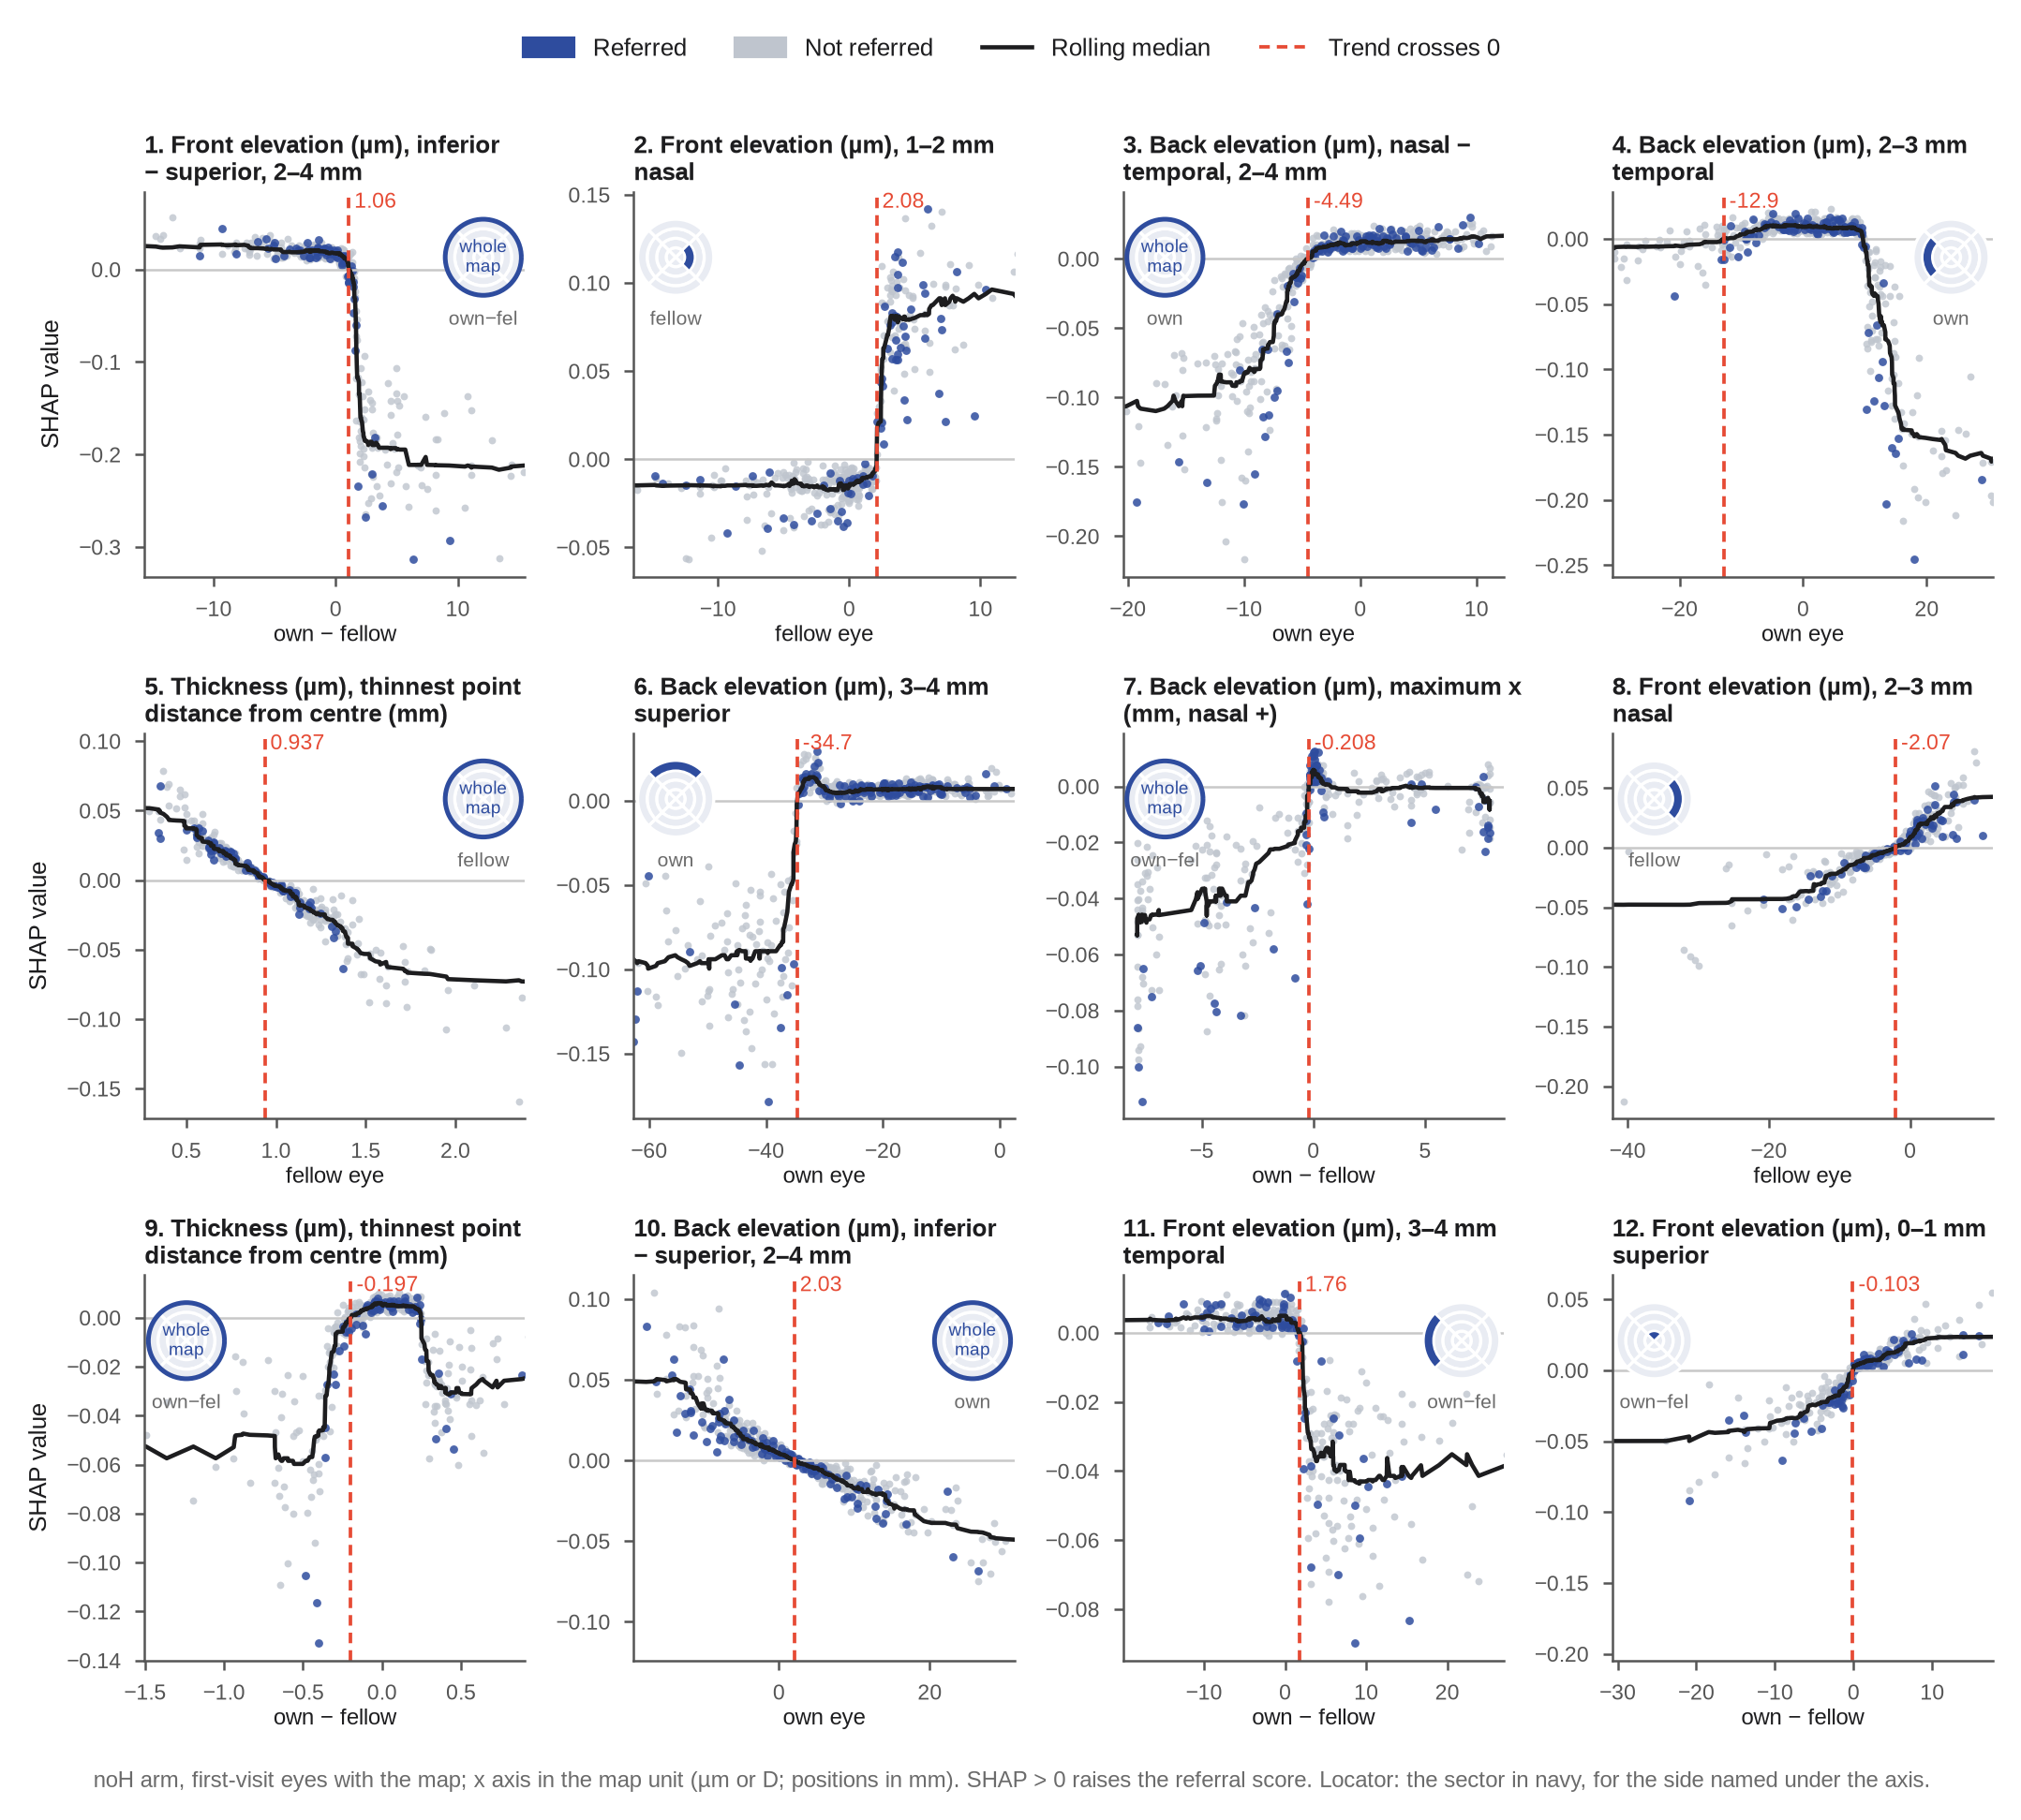 Referred Not referred Rolling median Trend crosses 0
1. Front elevation (µm), inferior
− superior, 2–4 mm
1.06
whole
map
own−fel
0.0
−0.1
−0.2
−0.3
SHAP value
−10 0 10
own − fellow
2. Front elevation (µm), 1–2 mm
nasal
2.08
fellow
0.15
0.10
0.05
0.00
−0.05
−10 0 10
fellow eye
3. Back elevation (µm), nasal −
temporal, 2–4 mm
-4.49
whole
map
own
0.00
−0.05
−0.10
−0.15
−0.20
−20 −10 0 10
own eye
4. Back elevation (µm), 2–3 mm
temporal
-12.9
own
0.00
−0.05
−0.10
−0.15
−0.20
−0.25
−20 0 20
own eye
5. Thickness (µm), thinnest point
distance from centre (mm)
0.937
whole
map
fellow
0.10
0.05
0.00
−0.05
−0.10
−0.15
SHAP value
0.5 1.0 1.5 2.0
fellow eye
6. Back elevation (µm), 3–4 mm
superior
-34.7
own
0.00
−0.05
−0.10
−0.15
−60 −40 −20 0
own eye
7. Back elevation (µm), maximum x
(mm, nasal +)
-0.208
whole
map
own−fel
0.00
−0.02
−0.04
−0.06
−0.08
−0.10
−5 0 5
own − fellow
8. Front elevation (µm), 2–3 mm
nasal
-2.07
fellow
0.05
0.00
−0.05
−0.10
−0.15
−0.20
−40 −20 0
fellow eye
9. Thickness (µm), thinnest point
distance from centre (mm)
-0.197
whole
map
own−fel
0.00
−0.02
−0.04
−0.06
−0.08
−0.10
−0.12
−0.14
SHAP value
−1.5 −1.0 −0.5 0.0 0.5
own − fellow
10. Back elevation (µm), inferior
− superior, 2–4 mm
2.03
whole
map
own
0.10
0.05
0.00
−0.05
−0.10
0 20
own eye
11. Front elevation (µm), 3–4 mm
temporal
1.76
own−fel
0.00
−0.02
−0.04
−0.06
−0.08
−10 0 10 20
own − fellow
12. Front elevation (µm), 0–1 mm
superior
-0.103
own−fel
0.05
0.00
−0.05
−0.10
−0.15
−0.20
−30 −20 −10 0 10
own − fellow
noH arm, first-visit eyes with the map; x axis in the map unit (µm or D; positions in mm). SHAP > 0 raises the referral score. Locator: the sector in navy, for the side named under the axis.